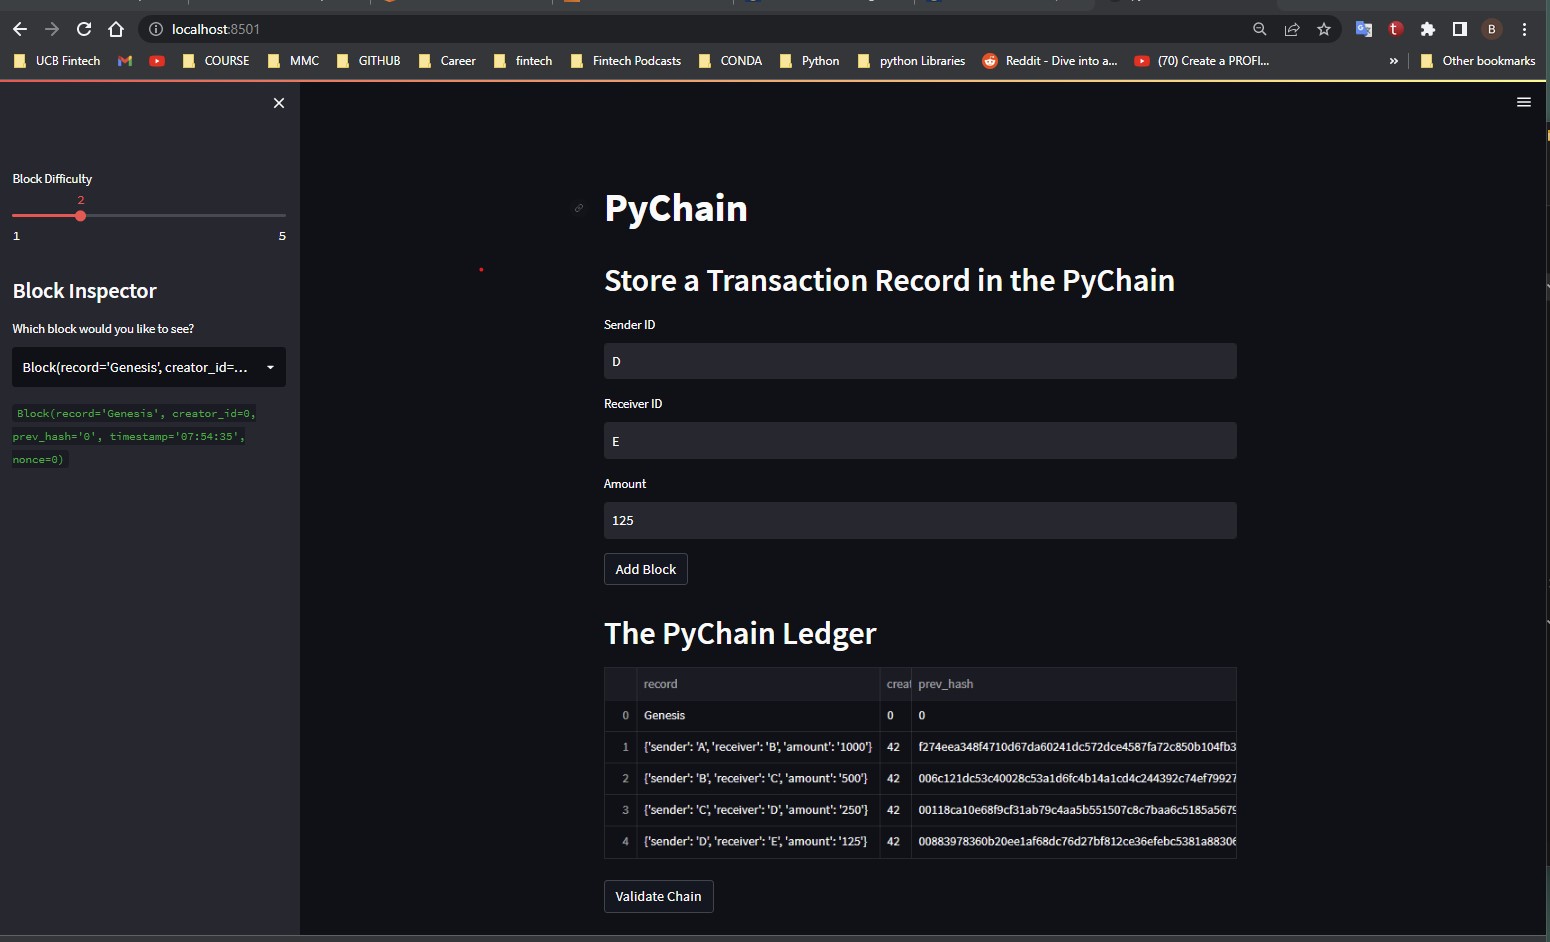 localhost:8501
B
UCB Fintech COURSE MMC GITHUB Career fintech Fintech Podcasts CONDA Python python Libraries Reddit - Dive into a... (70) Create a PROFI... » Other bookmarks
Block Difficulty
2
1 5
Block Inspector
Which block would you like to see?
Block(record='Genesis', creator_id=...
Block(record='Genesis', creator_id=0,
prev_hash='0', timestamp='07:54:35',
nonce=0)
PyChain
Store a Transaction Record in the PyChain
Sender ID
D
Receiver ID
E
Amount
125
Add Block
The PyChain Ledger
record creat prev_hash
0 Genesis 0 0
1 {'sender': 'A', 'receiver': 'B', 'amount': '1000'} 42 f274eea348f4710d67da60241dc572dce4587fa72c850b104fb3
2 {'sender': 'B', 'receiver': 'C', 'amount': '500'} 42 006c121dc53c40028c53a1d6fc4b14a1cd4c244392c74ef79927
3 {'sender': 'C', 'receiver': 'D', 'amount': '250'} 42 00118ca10e68f9cf31ab79c4aa5b551507c8c7baa6c5185a5679
4 {'sender': 'D', 'receiver': 'E', 'amount': '125'} 42 00883978360b20ee1af68dc76d27bf812ce36efebc5381a88306
Validate Chain